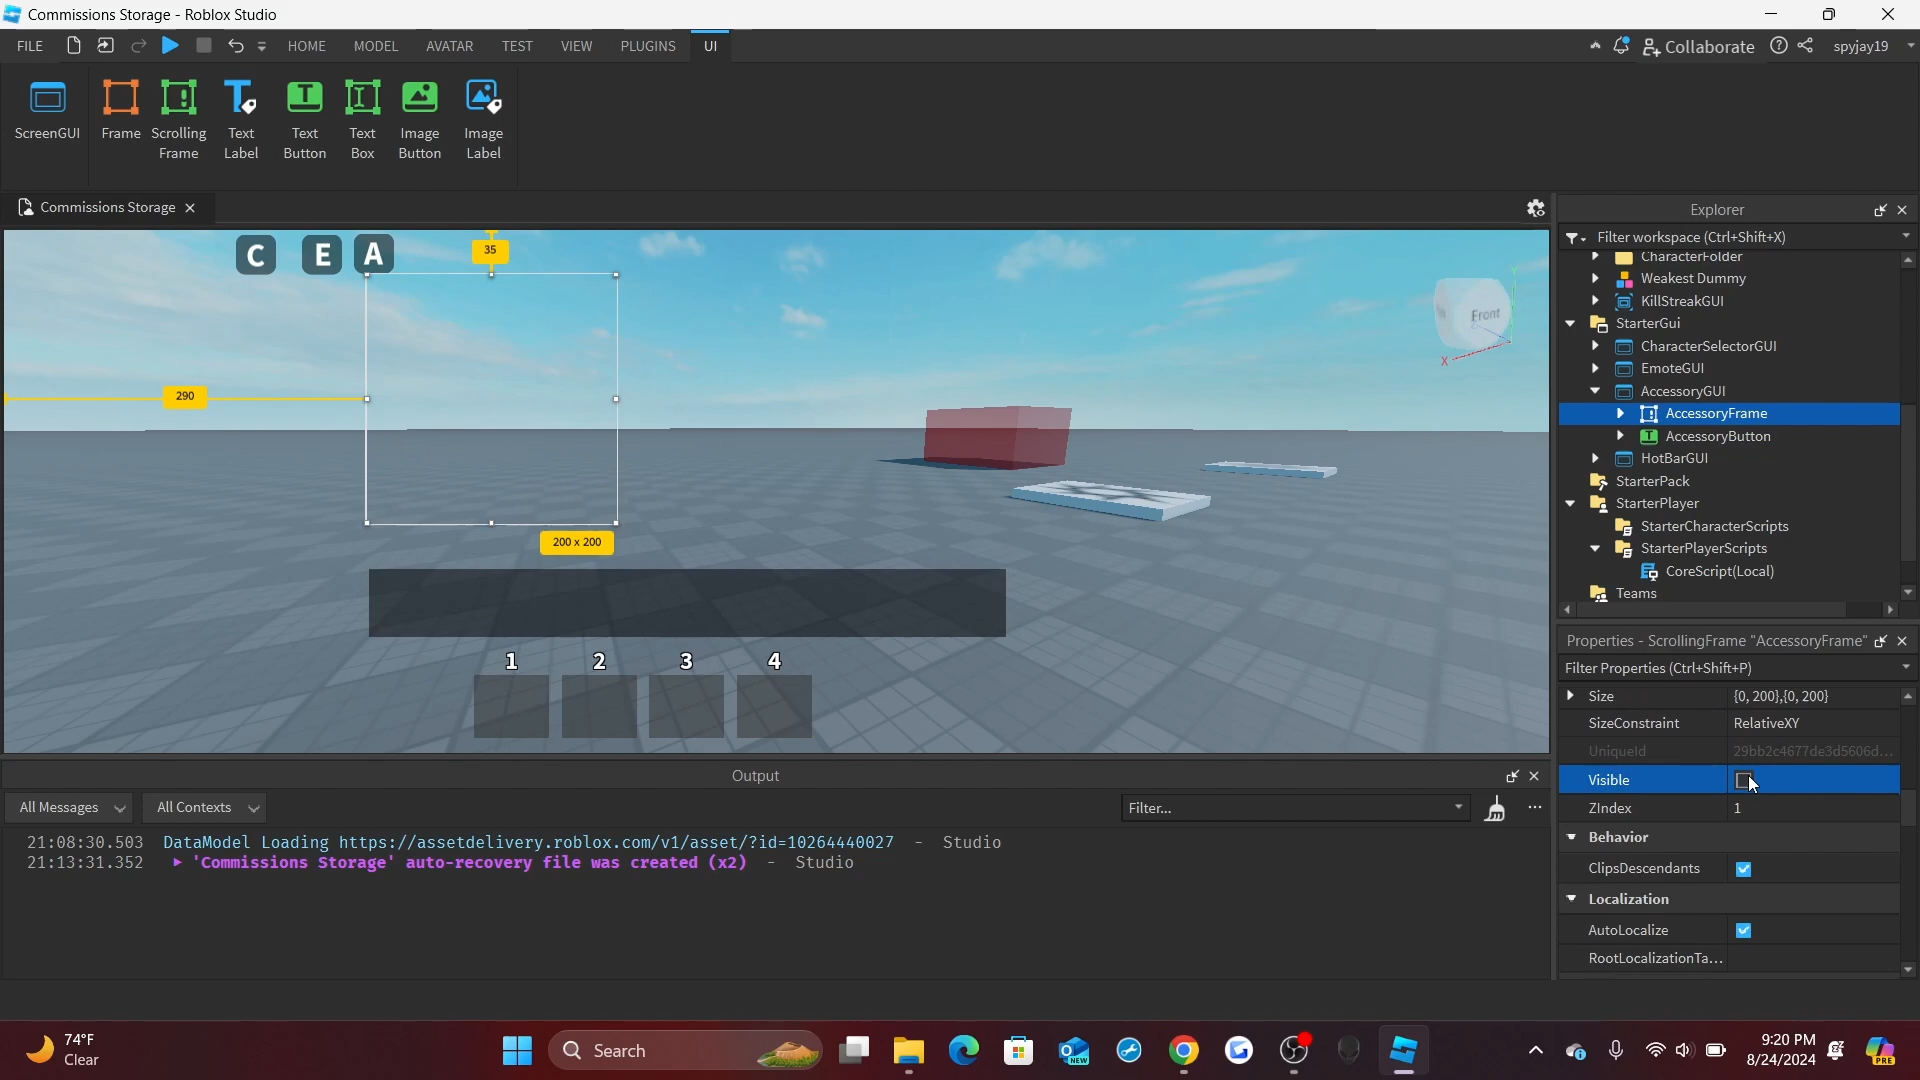 Commissions Storage - Roblox Studio
FILE HOME MODEL AVATAR TEST VIEW PLUGINS UI Collaborate spyjay19
ScreenGUI Frame Scrolling Frame Text Label Text Button Text Box Image Button Image Label
Commissions Storage
C E A
35
290
200 x 200
1 2 3 4
Front
X
Y
Explorer
Filter workspace (Ctrl+Shift+X)
CharacterFolder
Weakest Dummy
KillStreakGUI
StarterGui
CharacterSelectorGUI
EmoteGUI
AccessoryGUI
AccessoryFrame
AccessoryButton
HotBarGUI
StarterPack
StarterPlayer
StarterCharacterScripts
StarterPlayerScripts
CoreScript(Local)
Teams
Properties - ScrollingFrame "AccessoryFrame"
Filter Properties (Ctrl+Shift+P)
Size {0, 200},{0, 200}
SizeConstraint RelativeXY
UniqueId 29bb2c4677de3d5606d...
Visible
ZIndex 1
Behavior
ClipsDescendants
Localization
AutoLocalize
RootLocalizationTa...
Output
All Messages All Contexts Filter... ...
21:08:30.503 DataModel Loading https://assetdelivery.roblox.com/v1/asset/?id=10264440027 - Studio
21:13:31.352 'Commissions Storage' auto-recovery file was created (x2) - Studio
74°F
Clear
Search
NEW
9:20 PM
8/24/2024
PRE